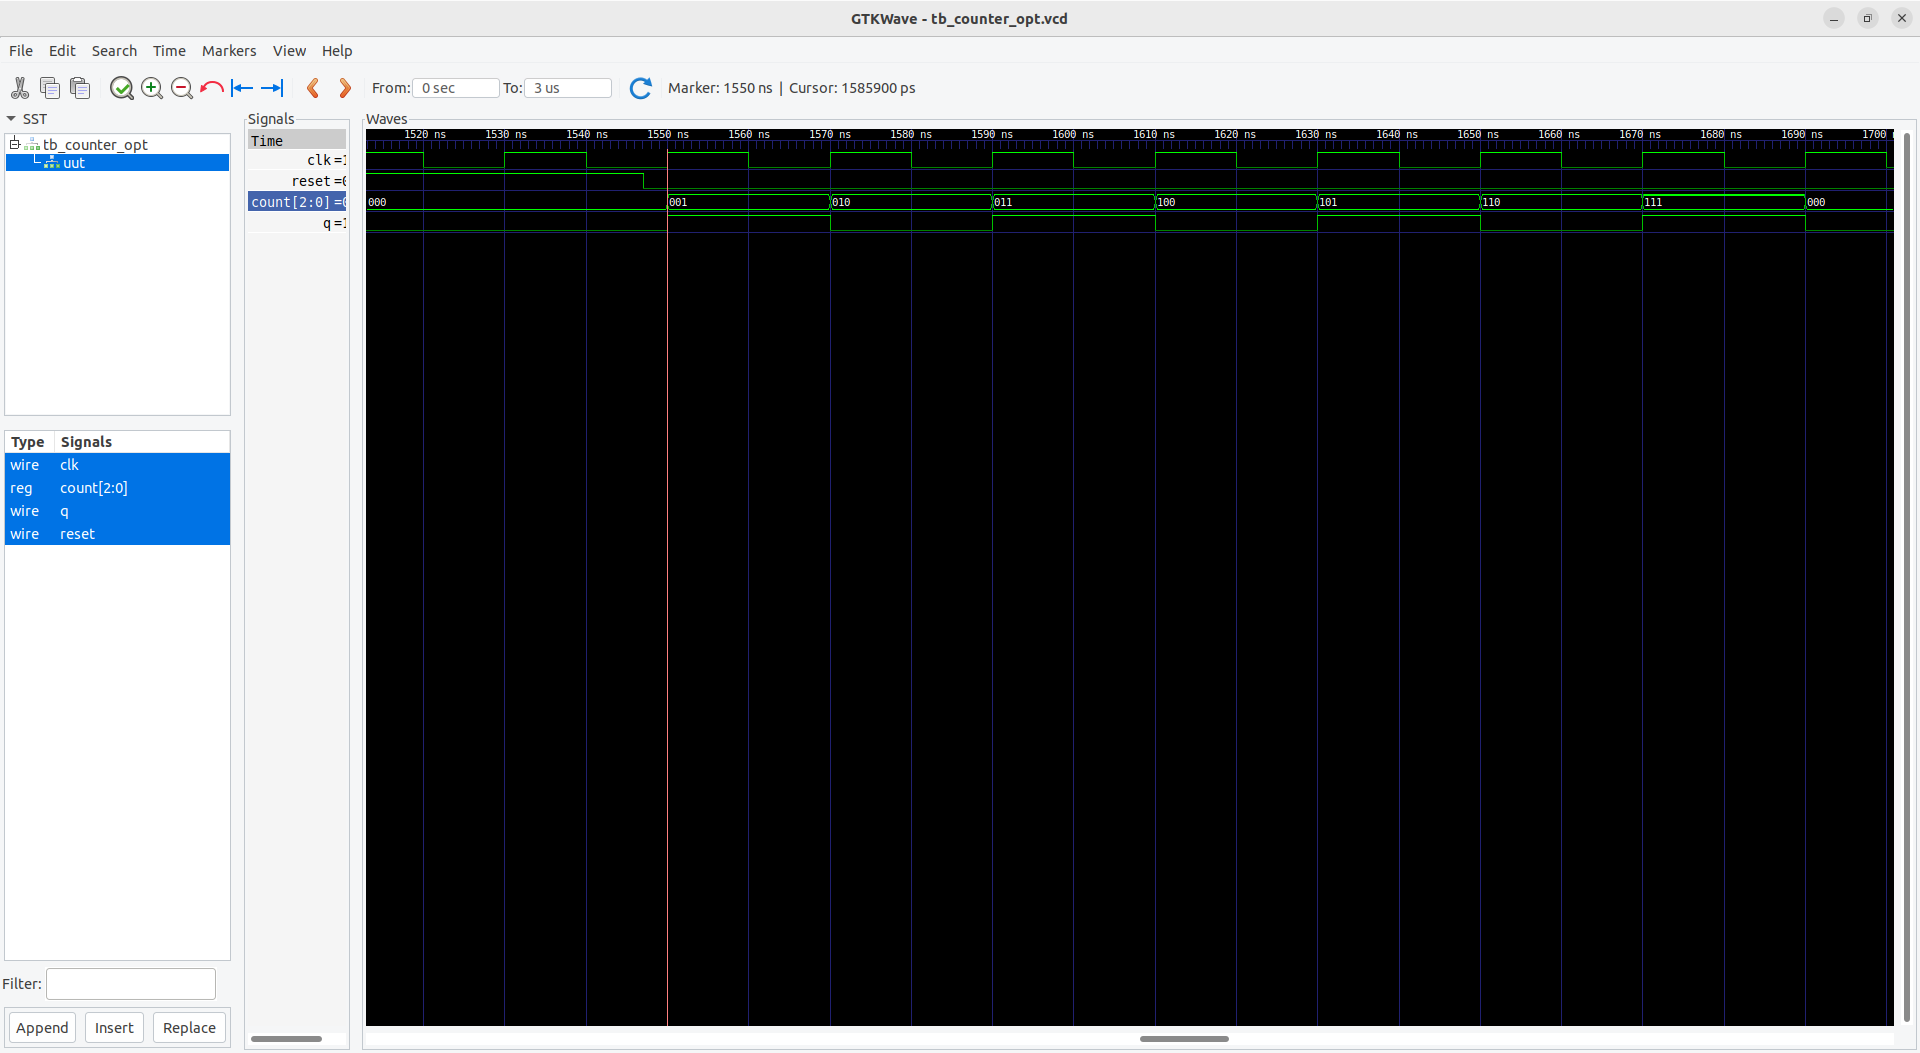 GTKWave - tb_counter_opt.vcd
File Edit Search Time Markers View Help
From: 0 sec To: 3 us Marker: 1550 ns | Cursor: 1585900 ps
SST
tb_counter_opt
uut
Type Signals
wire clk
reg count[2:0]
wire q
wire reset
Filter:
Append Insert Replace
Signals
Time
clk =1
reset =0
count[2:0] =0
q =1
Waves
1520 ns 1530 ns 1540 ns 1550 ns 1560 ns 1570 ns 1580 ns 1590 ns 1600 ns 1610 ns 1620 ns 1630 ns 1640 ns 1650 ns 1660 ns 1670 ns 1680 ns 1690 ns 1700
000 001 010 011 100 101 110 111 000